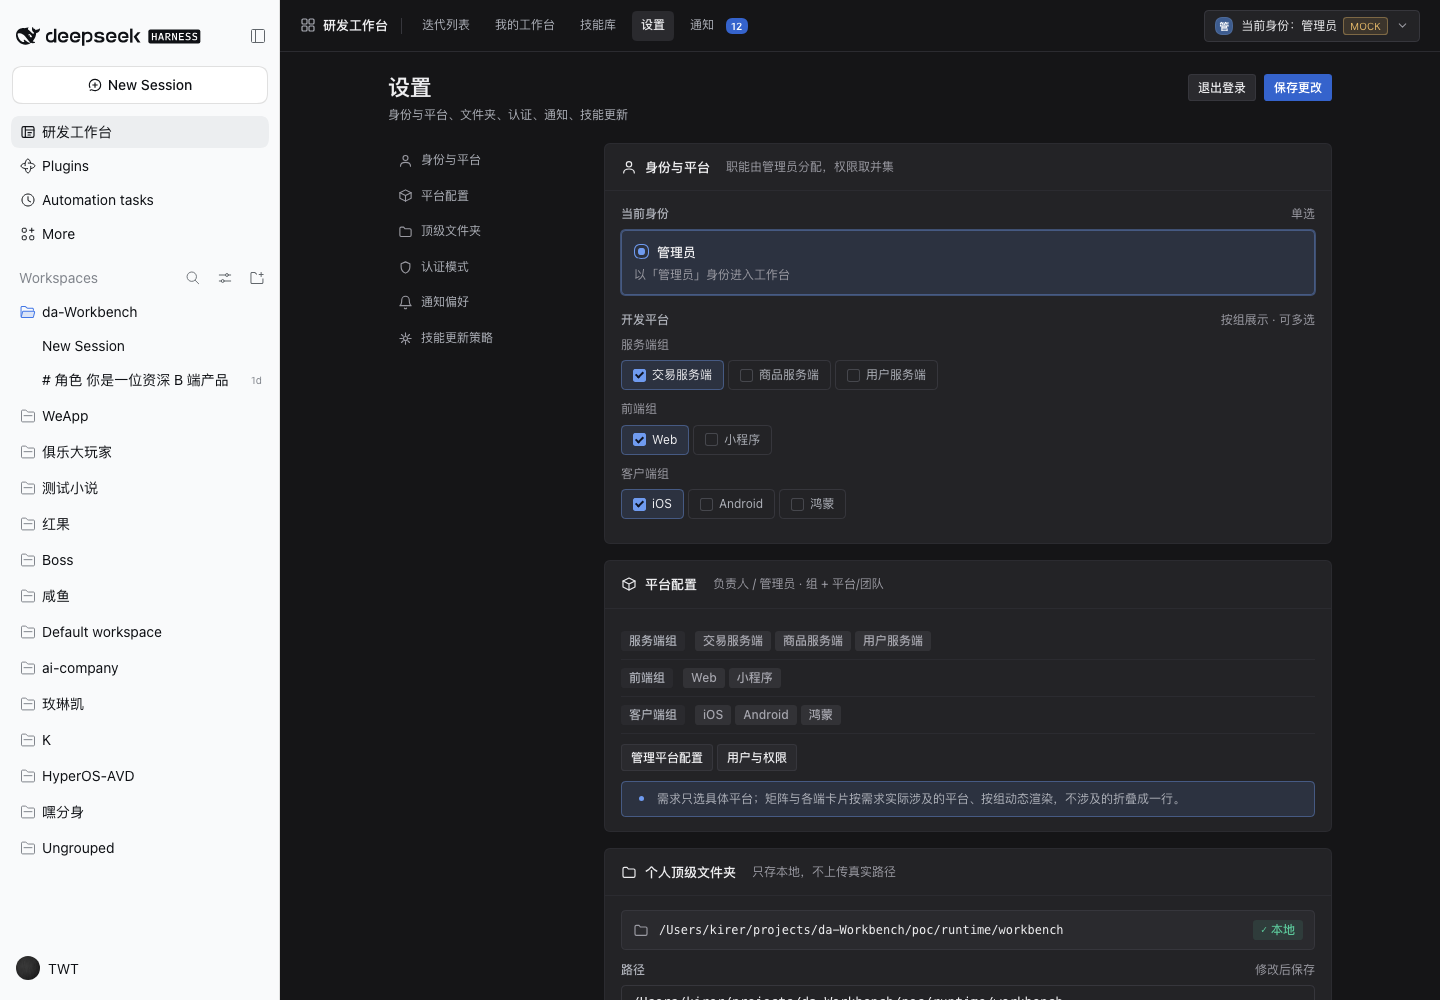 deepseek HARNESS
New Session
研发工作台
Plugins
Automation tasks
More
Workspaces
da-Workbench
New Session
# 角色 你是一位资深 B 端产品 1d
WeApp
俱乐大玩家
测试小说
红果
Boss
咸鱼
Default workspace
ai-company
玫琳凯
K
HyperOS-AVD
嘿分身
Ungrouped
TWT
研发工作台 迭代列表 我的工作台 技能库 设置 通知 12
管 当前身份：管理员 MOCK
设置
身份与平台、文件夹、认证、通知、技能更新
退出登录 保存更改
身份与平台
平台配置
顶级文件夹
认证模式
通知偏好
技能更新策略
身份与平台 职能由管理员分配，权限取并集
当前身份 单选
管理员
以「管理员」身份进入工作台
开发平台 按组展示 · 可多选
服务端组
交易服务端 商品服务端 用户服务端
前端组
Web 小程序
客户端组
iOS Android 鸿蒙
平台配置 负责人 / 管理员 · 组 + 平台/团队
服务端组 交易服务端 商品服务端 用户服务端
前端组 Web 小程序
客户端组 iOS Android 鸿蒙
管理平台配置 用户与权限
需求只选具体平台；矩阵与各端卡片按需求实际涉及的平台、按组动态渲染，不涉及的折叠成一行。
个人顶级文件夹 只存本地，不上传真实路径
/Users/kirer/projects/da-Workbench/poc/runtime/workbench ✓ 本地
路径 修改后保存
/Users/kirer/projects/da-Workbench/poc/runtime/workbench